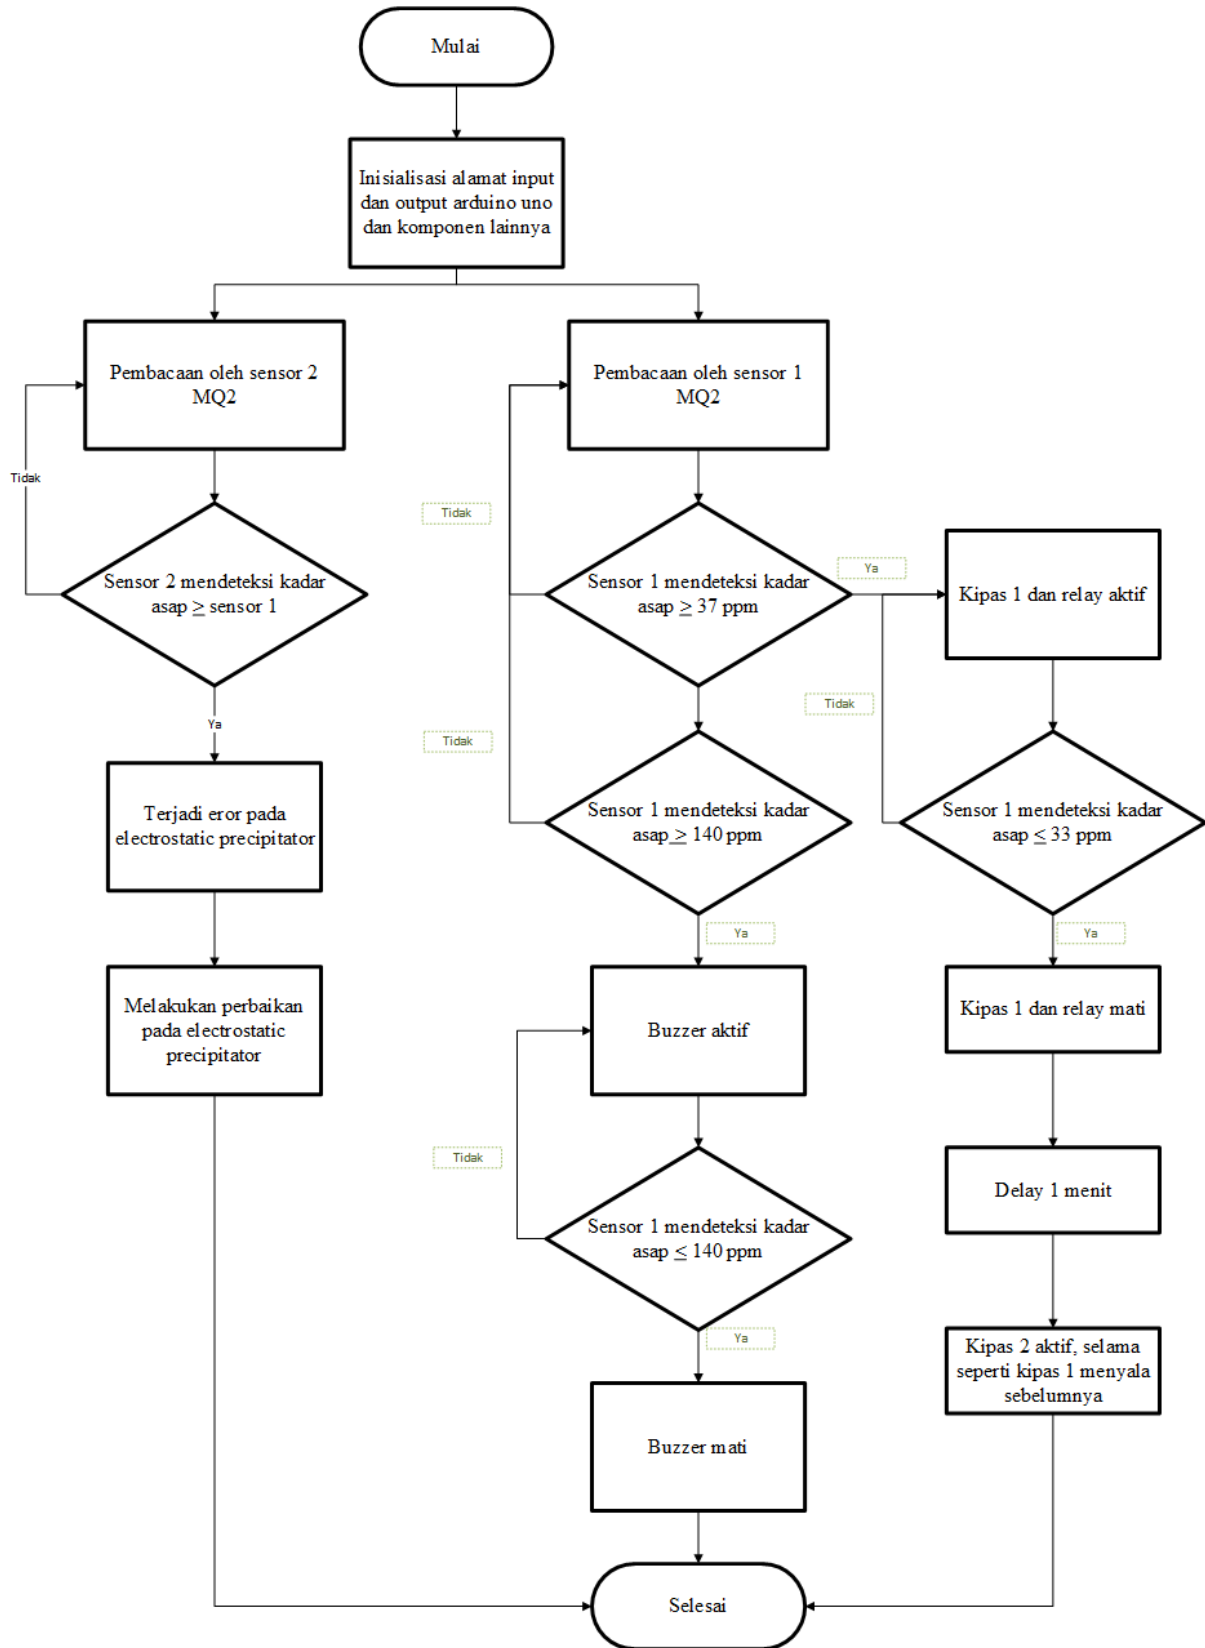 Mulai
Inisialisasi alamat input
dan output arduino uno
dan komponen lainnya
Pembacaan oleh sensor 2
MQ2
Pembacaan oleh sensor 1
MQ2
Tidak
Tidak
Sensor 2 mendeteksi kadar
asap ≥ sensor 1
Sensor 1 mendeteksi kadar
asap ≥ 37 ppm
Ya
Kipas 1 dan relay aktif
Ya
Tidak
Tidak
Terjadi eror pada
electrostatic precipitator
Sensor 1 mendeteksi kadar
asap ≥ 140 ppm
Sensor 1 mendeteksi kadar
asap ≤ 33 ppm
Ya
Ya
Melakukan perbaikan
pada electrostatic
precipitator
Buzzer aktif
Kipas 1 dan relay mati
Tidak
Sensor 1 mendeteksi kadar
asap ≤ 140 ppm
Delay 1 menit
Ya
Kipas 2 aktif, selama
seperti kipas 1 menyala
sebelumnya
Buzzer mati
Selesai